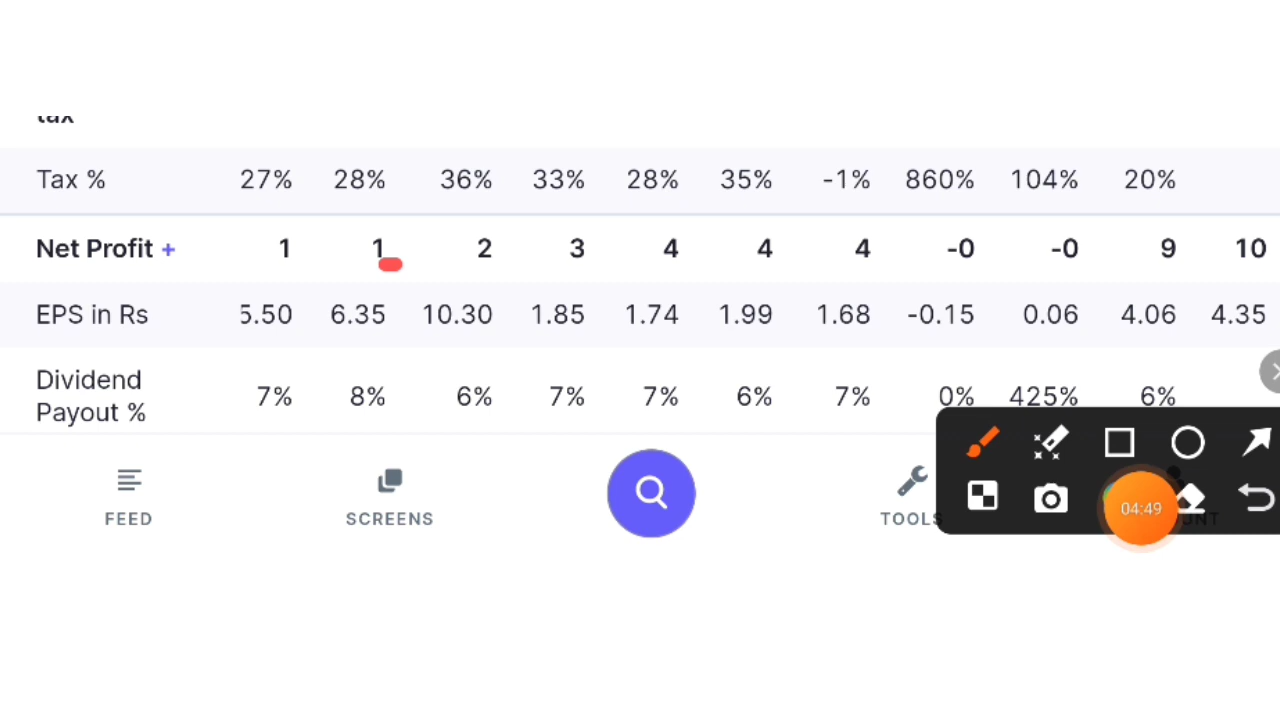 tax
Tax % 27% 28% 36% 33% 28% 35% -1% 860% 104% 20%
Net Profit + 1 1 2 3 4 4 4 -0 -0 9 10
EPS in Rs 5.50 6.35 10.30 1.85 1.74 1.99 1.68 -0.15 0.06 4.06 4.35
Dividend
Payout % 7% 8% 6% 7% 7% 6% 7% 0% 425% 6%
FEED SCREENS TOOLS
04:49